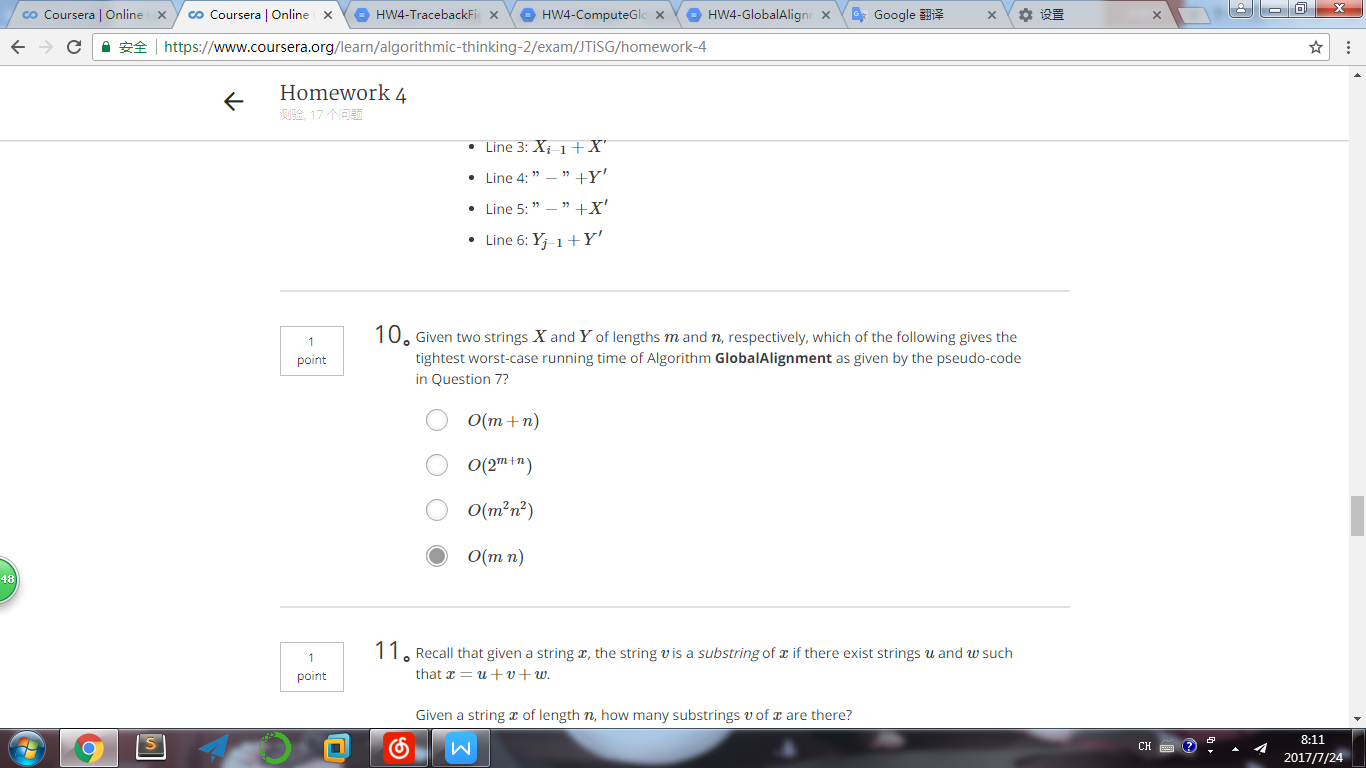 Coursera | Online
Coursera | Online
HW4-TracebackFi
HW4-ComputeGlo
HW4-GlobalAlignn
Google 翻译
设置
安全 | https://www.coursera.org/learn/algorithmic-thinking-2/exam/JTiSG/homework-4
Homework 4
测验, 17 个问题
• Line 3: X_{i−1} + X′
• Line 4: ” − ” +Y′
• Line 5: ” − ” +X′
• Line 6: Y_{j−1} + Y′
1
point
10。
Given two strings X and Y of lengths m and n, respectively, which of the following gives the
tightest worst-case running time of Algorithm GlobalAlignment as given by the pseudo-code
in Question 7?
O(m + n)
O(2^{m+n})
O(m²n²)
O(m n)
48
1
point
11。
Recall that given a string x, the string v is a substring of x if there exist strings u and w such
that x = u + v + w.
Given a string x of length n, how many substrings v of x are there?
CH
8:11
2017/7/24